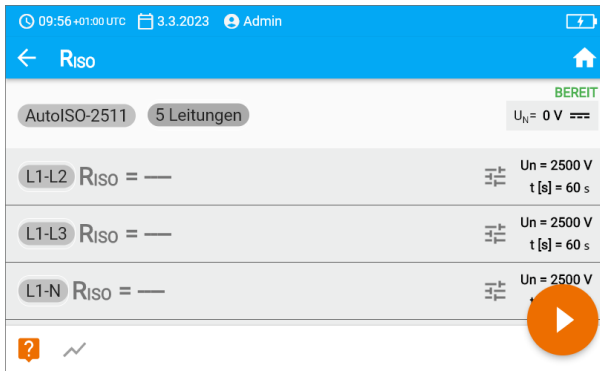 09:56 +01:00 UTC 3.3.2023 Admin
RISO
BEREIT
AutoISO-2511 5 Leitungen UN= 0 V
L1-L2 RISO = ---
Un = 2500 V
t [s] = 60 s
L1-L3 RISO = ---
Un = 2500 V
t [s] = 60 s
L1-N RISO = ---
Un = 2500 V